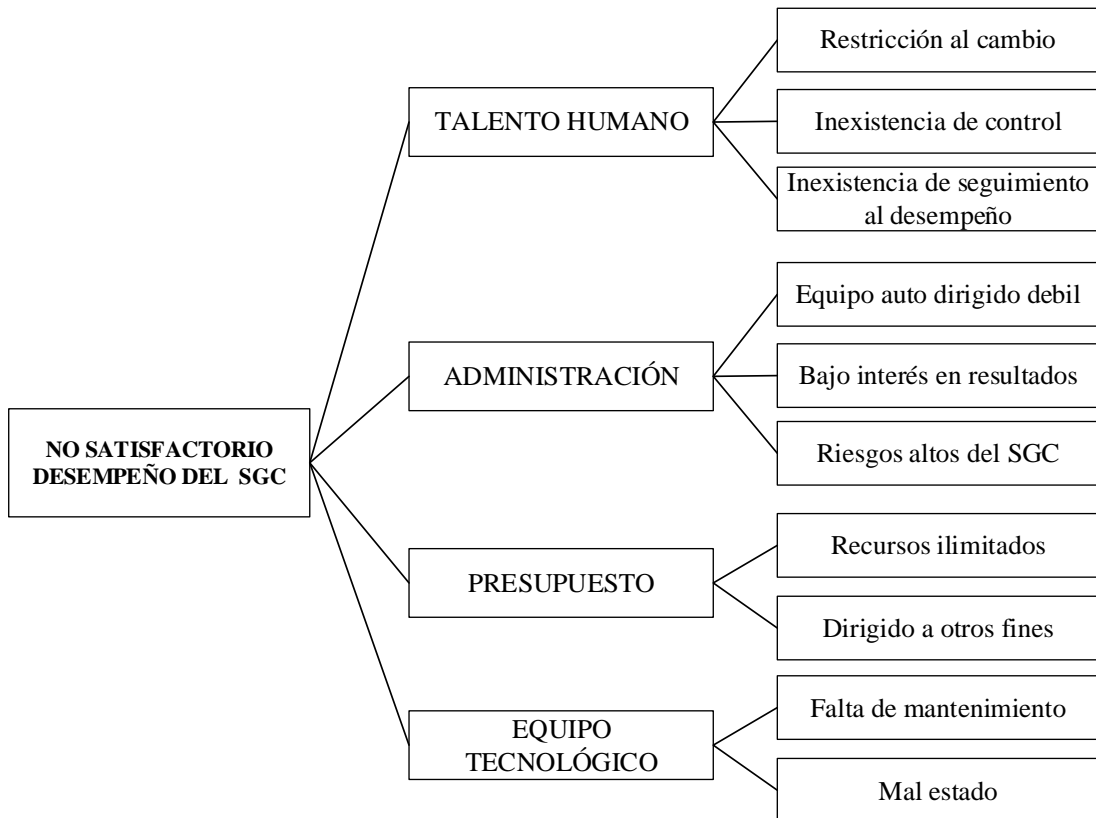 NO SATISFACTORIO
DESEMPEÑO DEL  SGC
TALENTO HUMANO
Restricción al cambio
Inexistencia de control
Inexistencia de seguimiento
al desempeño
ADMINISTRACIÓN
Equipo auto dirigido debil
Bajo interés en resultados
Riesgos altos del SGC
PRESUPUESTO
Recursos ilimitados
Dirigido a otros fines
EQUIPO
TECNOLÓGICO
Falta de mantenimiento
Mal estado